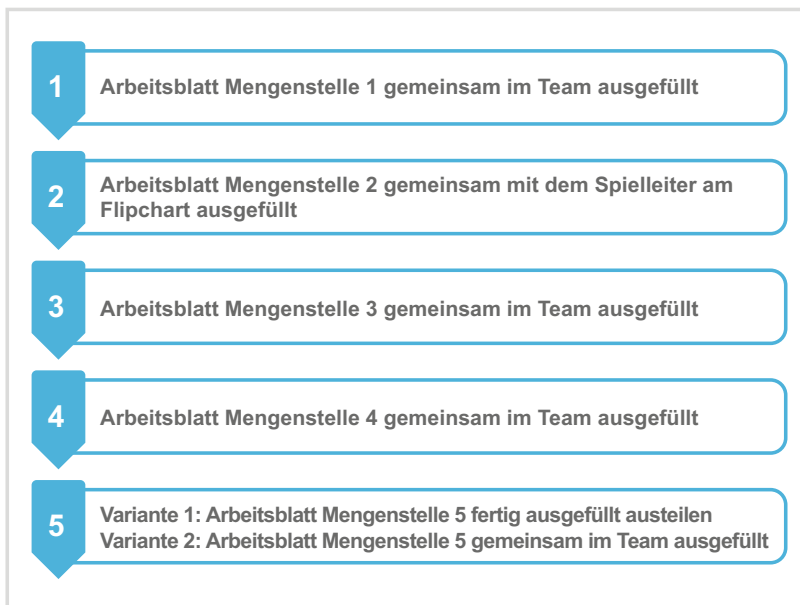 1
Arbeitsblatt Mengenstelle 1 gemeinsam im Team ausgefüllt
2
Arbeitsblatt Mengenstelle 2 gemeinsam mit dem Spielleiter am
Flipchart ausgefüllt
3
Arbeitsblatt Mengenstelle 3 gemeinsam im Team ausgefüllt
4
Arbeitsblatt Mengenstelle 4 gemeinsam im Team ausgefüllt
5
Variante 1: Arbeitsblatt Mengenstelle 5 fertig ausgefüllt austeilen
Variante 2: Arbeitsblatt Mengenstelle 5 gemeinsam im Team ausgefüllt